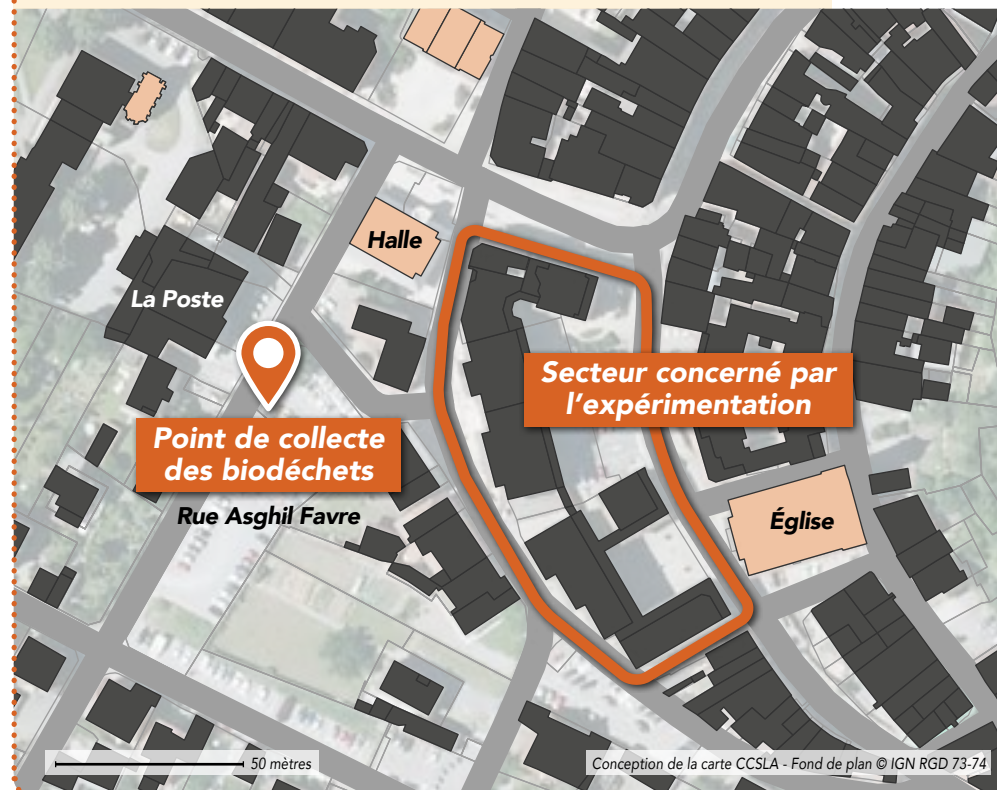 Halle
La Poste
Secteur concerné par
l'expérimentation
Point de collecte
des biodéchets
Rue Asghil Favre
Église
50 mètres
Conception de la carte CCSLA - Fond de plan © IGN RGD 73-74